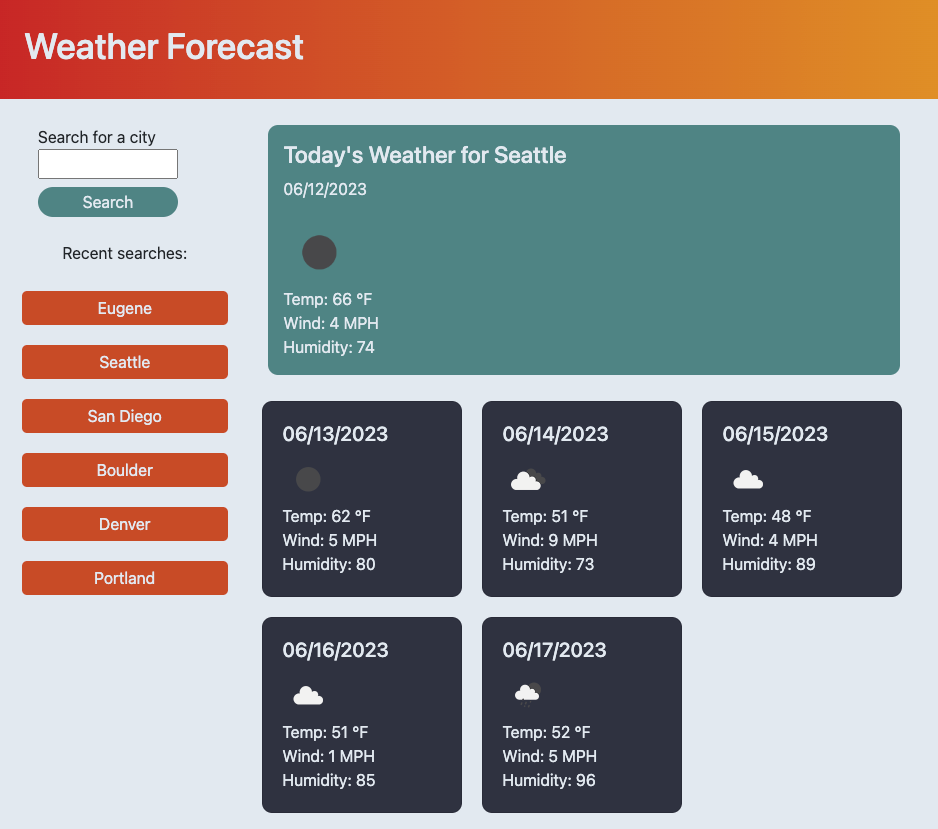 Weather Forecast
Search for a city
Search
Recent searches:
Eugene
Seattle
San Diego
Boulder
Denver
Portland
Today's Weather for Seattle
06/12/2023
Temp: 66 °F
Wind: 4 MPH
Humidity: 74
06/13/2023
Temp: 62 °F
Wind: 5 MPH
Humidity: 80
06/14/2023
Temp: 51 °F
Wind: 9 MPH
Humidity: 73
06/15/2023
Temp: 48 °F
Wind: 4 MPH
Humidity: 89
06/16/2023
Temp: 51 °F
Wind: 1 MPH
Humidity: 85
06/17/2023
Temp: 52 °F
Wind: 5 MPH
Humidity: 96